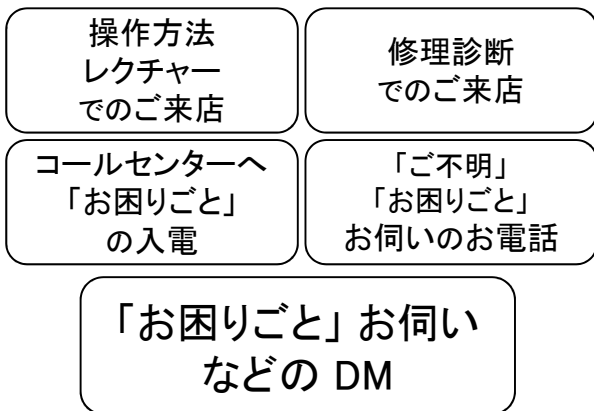 操作方法
レクチャー
でのご来店
修理診断
でのご来店
コールセンターへ
「お困りごと」
の入電
「ご不明」
「お困りごと」
お伺いのお電話
「お困りごと」お伺い
などの DM